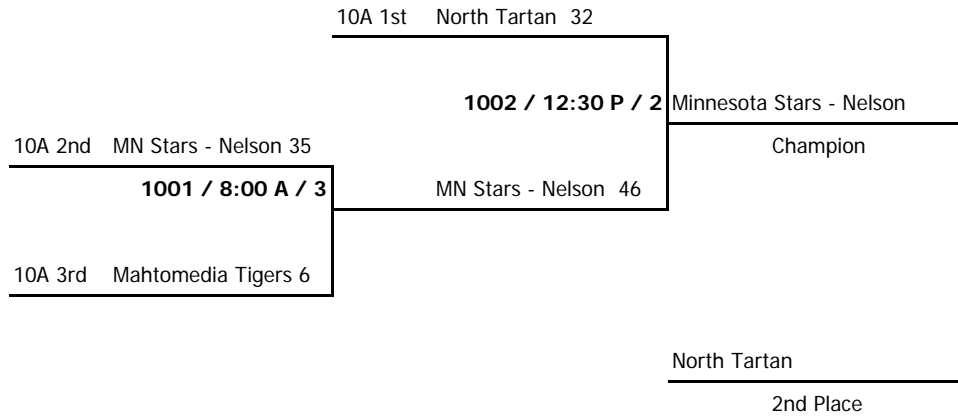 10A 1st North Tartan 32
1002 / 12:30 P / 2 Minnesota Stars - Nelson
10A 2nd MN Stars - Nelson 35 Champion
1001 / 8:00 A / 3 MN Stars - Nelson 46
10A 3rd Mahtomedia Tigers 6
North Tartan
2nd Place